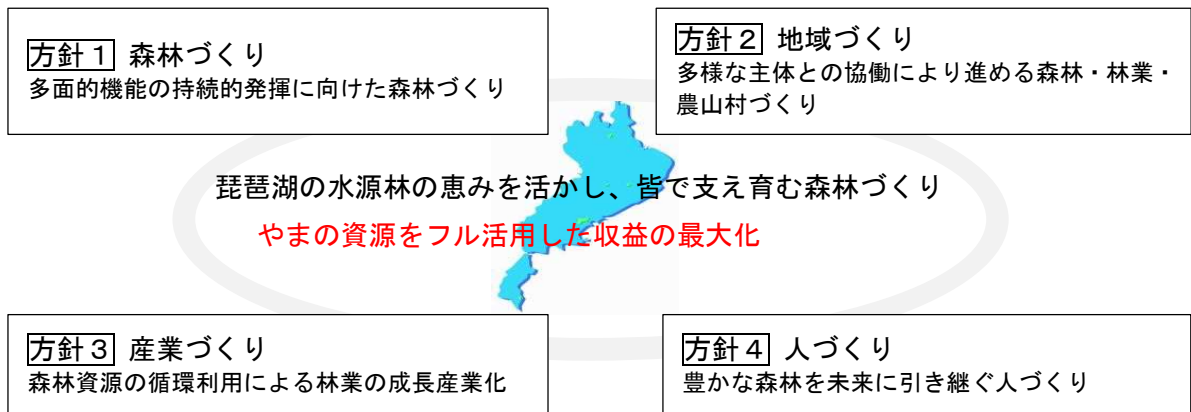 方針１ 森林づくり
多面的機能の持続的発揮に向けた森林づくり
方針２ 地域づくり
多様な主体との協働により進める森林・林業・
農山村づくり
琵琶湖の水源林の恵みを活かし、皆で支え育む森林づくり
やまの資源をフル活用した収益の最大化
方針３ 産業づくり
森林資源の循環利用による林業の成長産業化
方針４ 人づくり
豊かな森林を未来に引き継ぐ人づくり